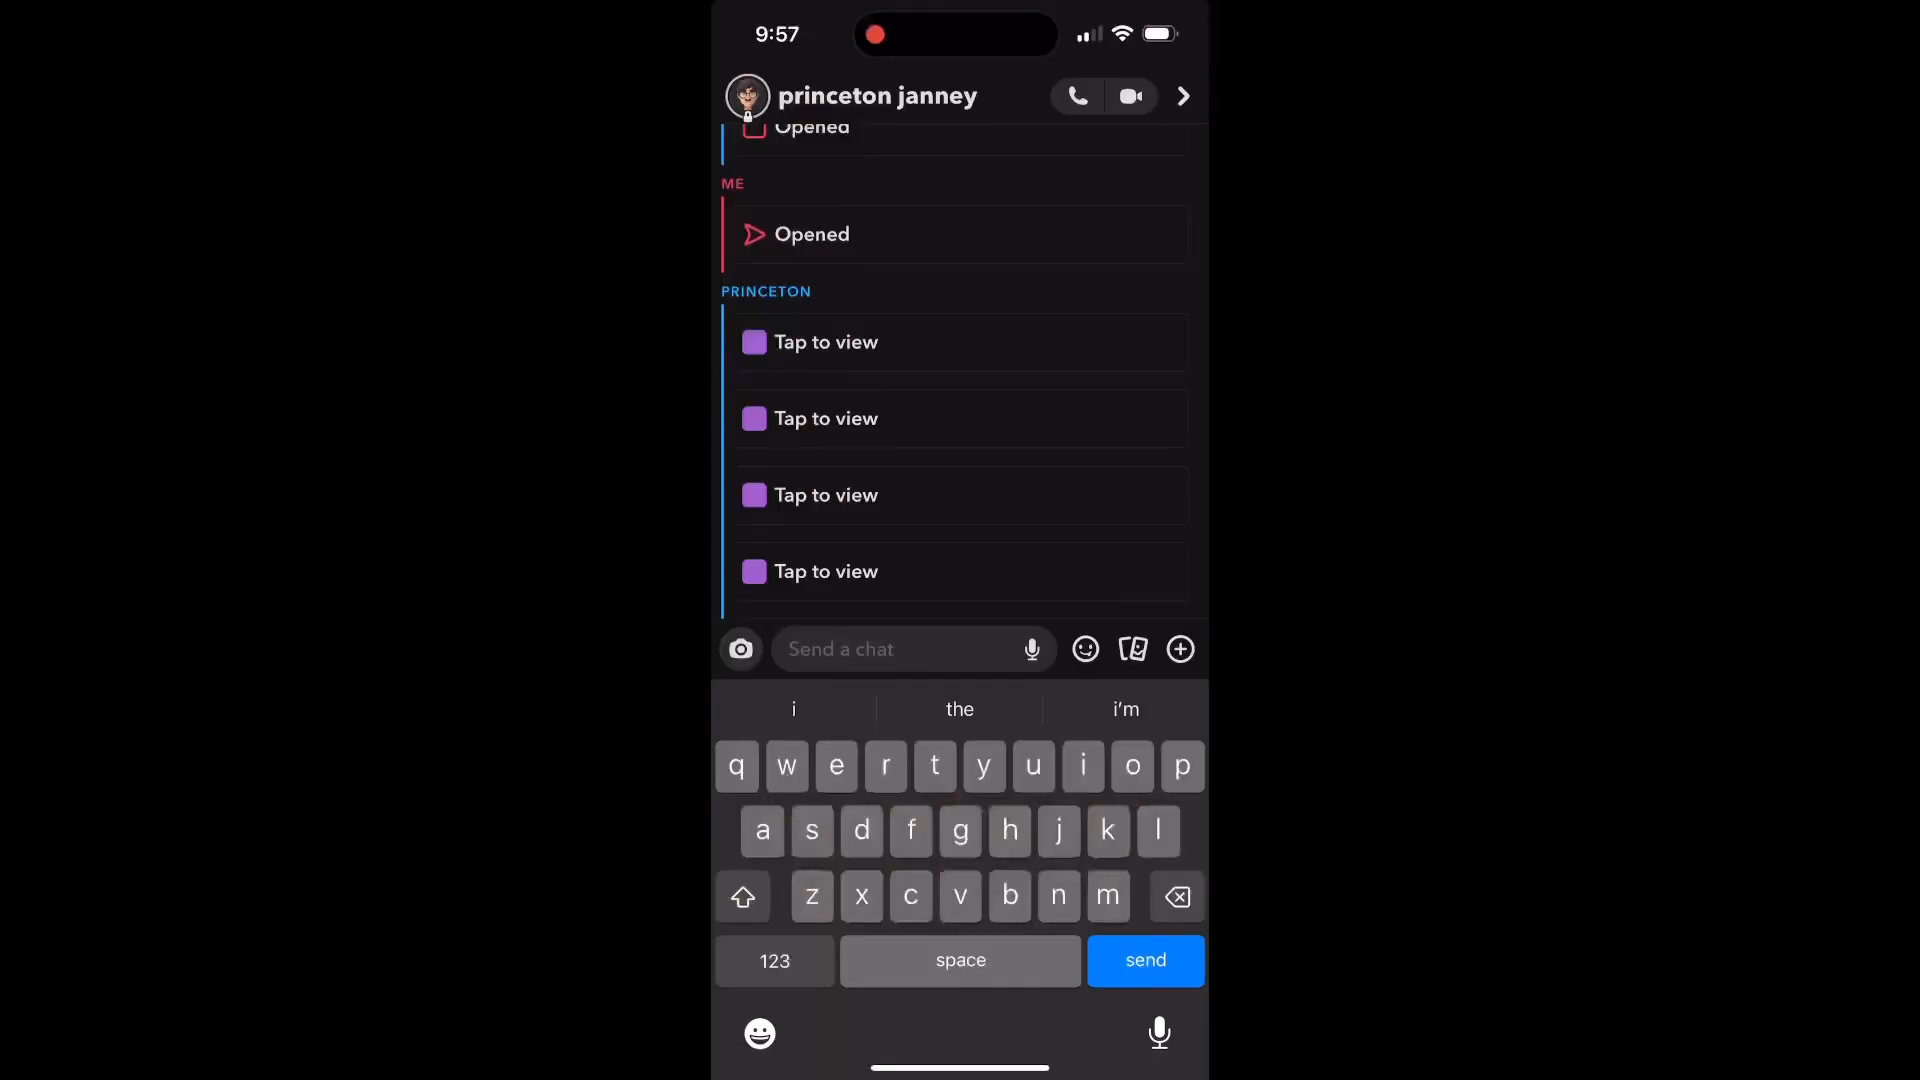 9:57
princeton janney
Opened
ME
Opened
PRINCETON
Tap to view
Tap to view
Tap to view
Tap to view
Send a chat
i the i'm
q w e r t y u i o p
a s d f g h j k l
z x c v b n m
123 space send